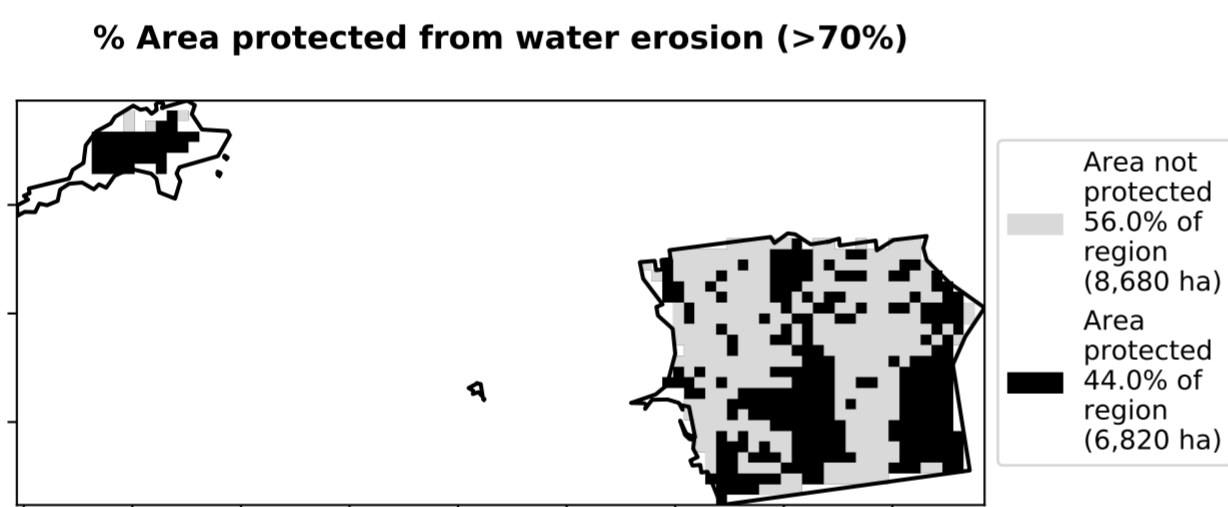 % Area protected from water erosion (>70%)
Area not
protected
56.0% of
region
(8,680 ha)
Area
protected
44.0% of
region
(6,820 ha)